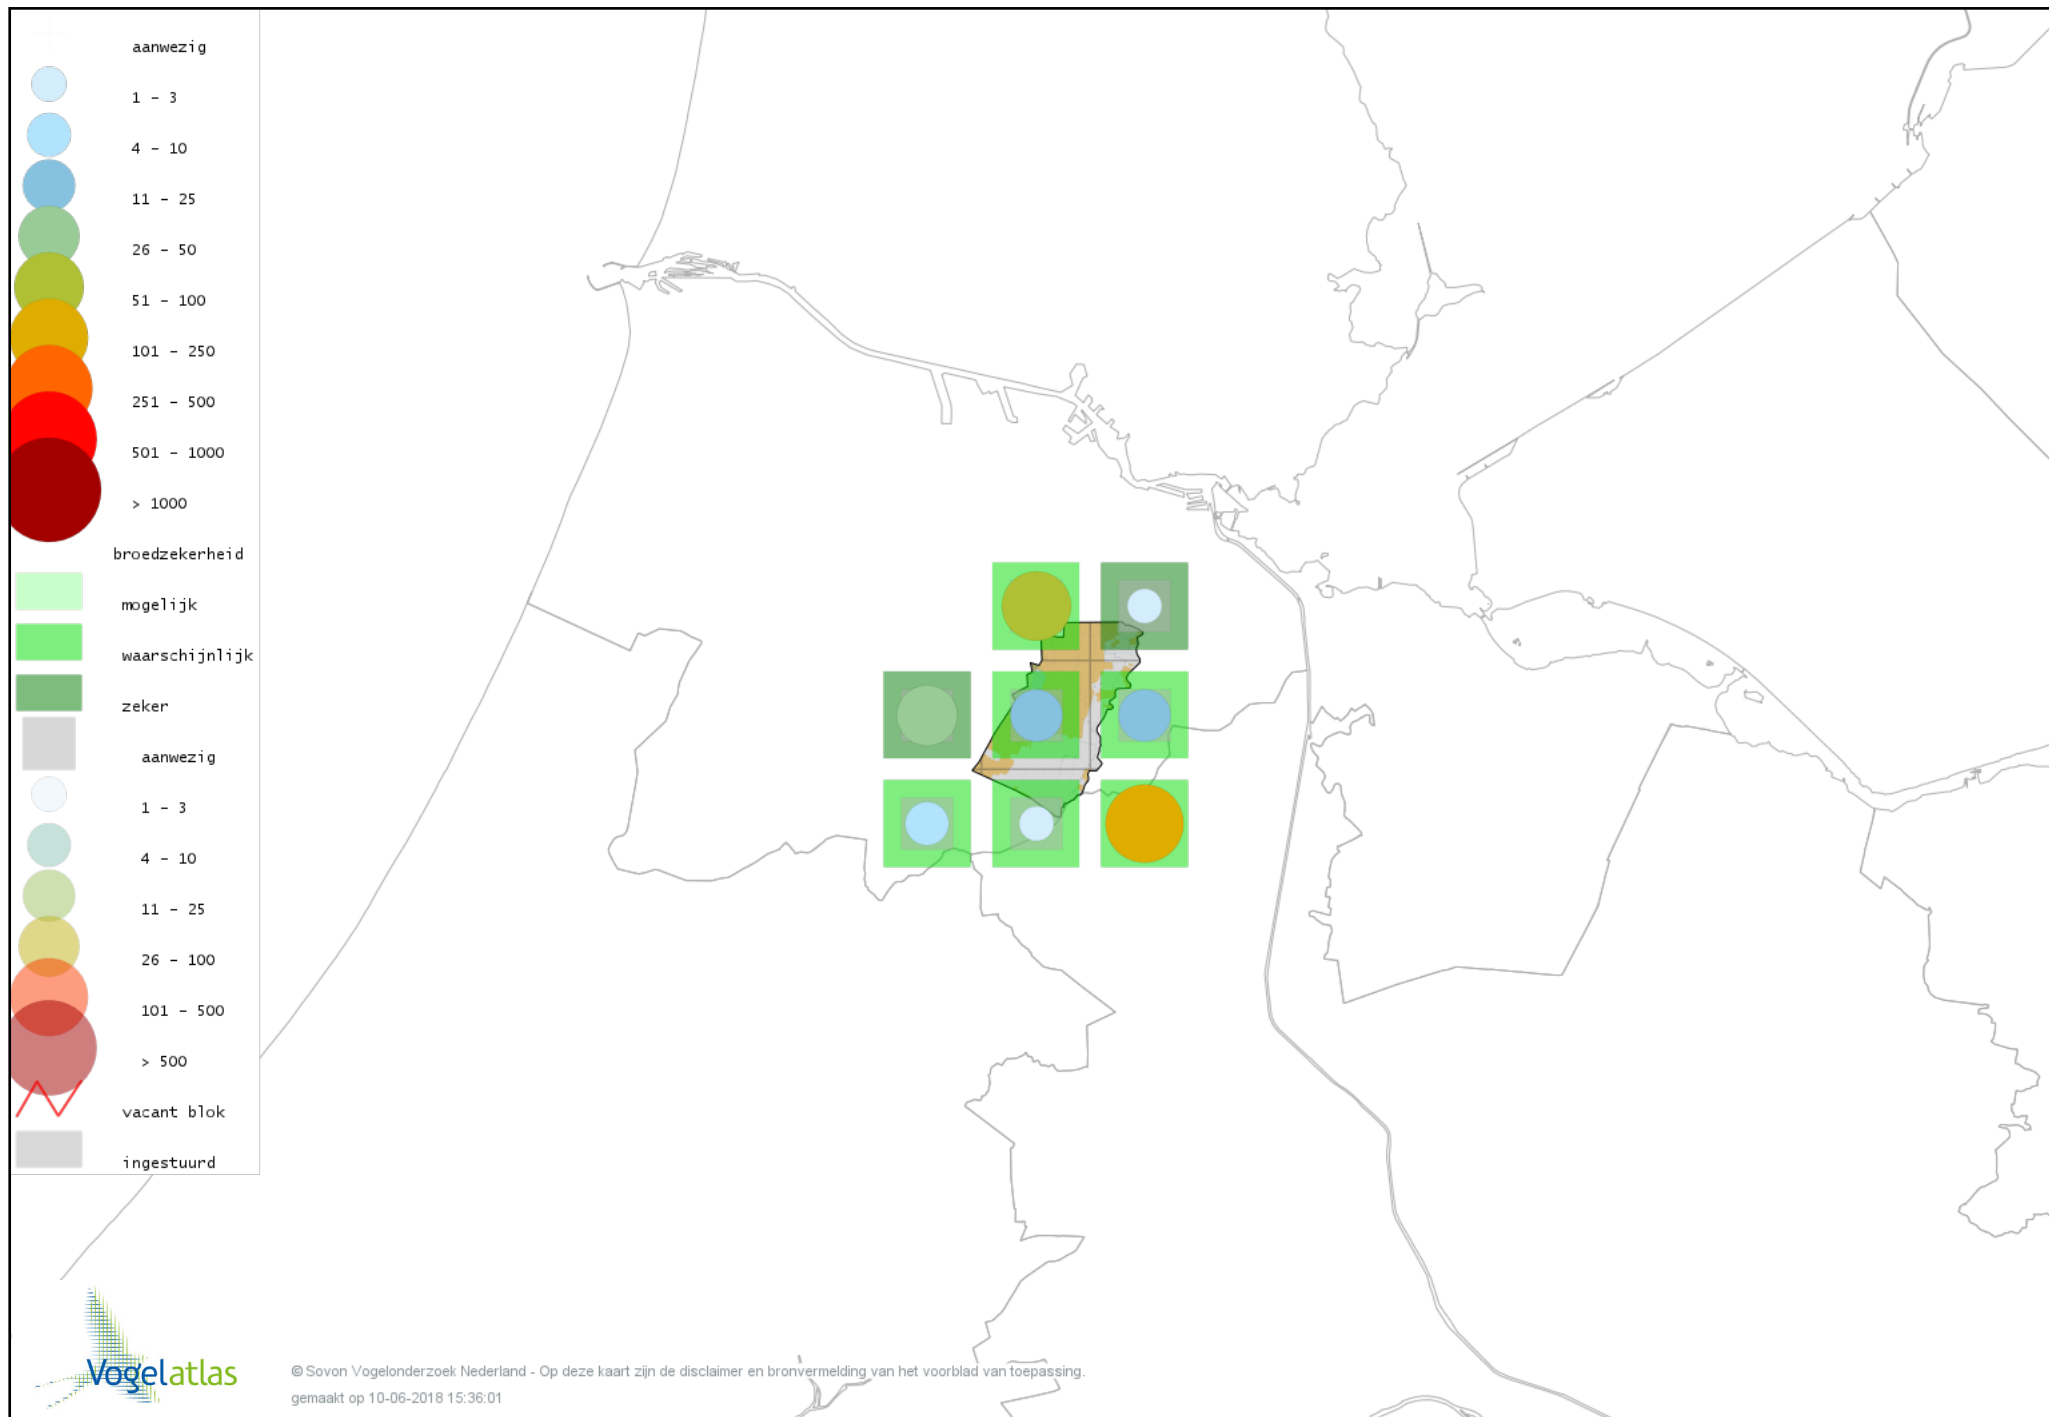 aanwezig
1 - 3
4 - 10
11 - 25
26 - 50
51 - 100
101 - 250
251 - 500
501 - 1000
> 1000
broedzekerheid
mogelijk
waarschijnlijk
zeker
aanwezig
1 - 3
4 - 10
11 - 25
26 - 100
101 - 500
> 500
vacant blok
ingestuurd
Vogelatlas
© Sovon Vogelonderzoek Nederland - Op deze kaart zijn de disclaimer en bronvermelding van het voorblad van toepassing.
gemaakt op 10-06-2018 15:36:01